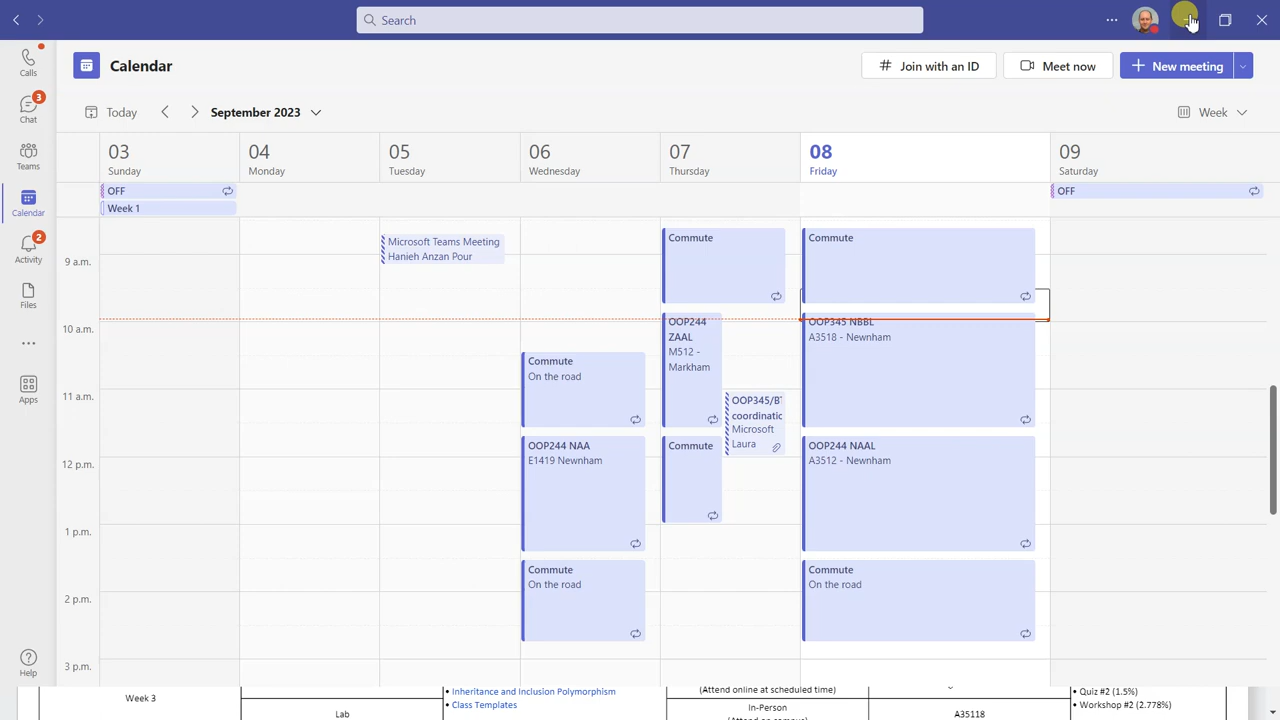 Search
Calls
3
Chat
Teams
Calendar
2
Activity
Files
Apps
Help
Calendar
Join with an ID
Meet now
New meeting
Today
September 2023
Week
03
Sunday
04
Monday
05
Tuesday
06
Wednesday
07
Thursday
08
Friday
09
Saturday
OFF
Week 1
OFF
9 a.m.
10 a.m.
11 a.m.
12 p.m.
1 p.m.
2 p.m.
3 p.m.
Microsoft Teams Meeting
Hanieh Anzan Pour
Commute
On the road
OOP244 NAA
E1419 Newnham
Commute
On the road
Commute
OOP244
ZAAL
M512 -
Markham
OOP345/BT
coordinatic
Microsoft
Laura
Commute
Commute
OOP345 NBBL
A3518 - Newnham
OOP244 NAAL
A3512 - Newnham
Commute
On the road
Week 3
Lab
• Inheritance and Inclusion Polymorphism
• Class Templates
(Attend online at scheduled time)
In-Person
A35118
• Quiz #2 (1.5%)
• Workshop #2 (2.778%)